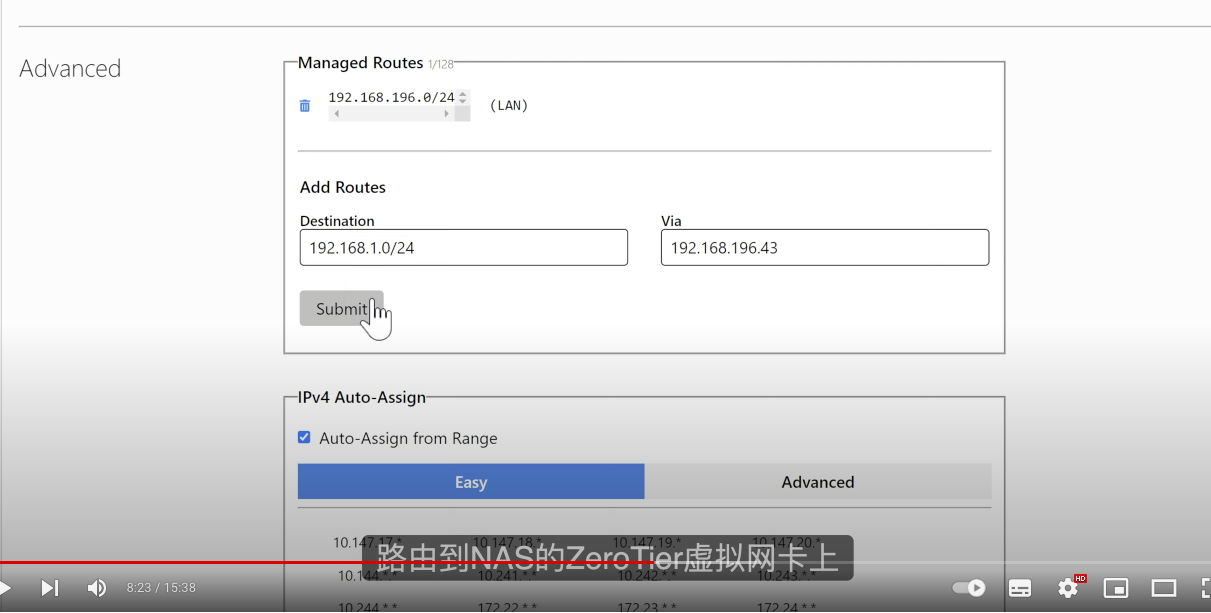 Advanced
Managed Routes 1/128
192.168.196.0/24
(LAN)
Add Routes
Destination
Via
192.168.1.0/24
192.168.196.43
Submit
IPv4 Auto-Assign
Auto-Assign from Range
Easy
Advanced
10.147.17.*
10.147.18.*
10.147.19.*
10.147.20.*
路由到NAS的ZeroTier虚拟网卡上
10.144.*.*
10.241.*.*
10.242.*.*
10.243.*.*
8:23 / 15:38
HD
10.244.*.*
172.22.*.*
172.23.*.*
172.24.*.*